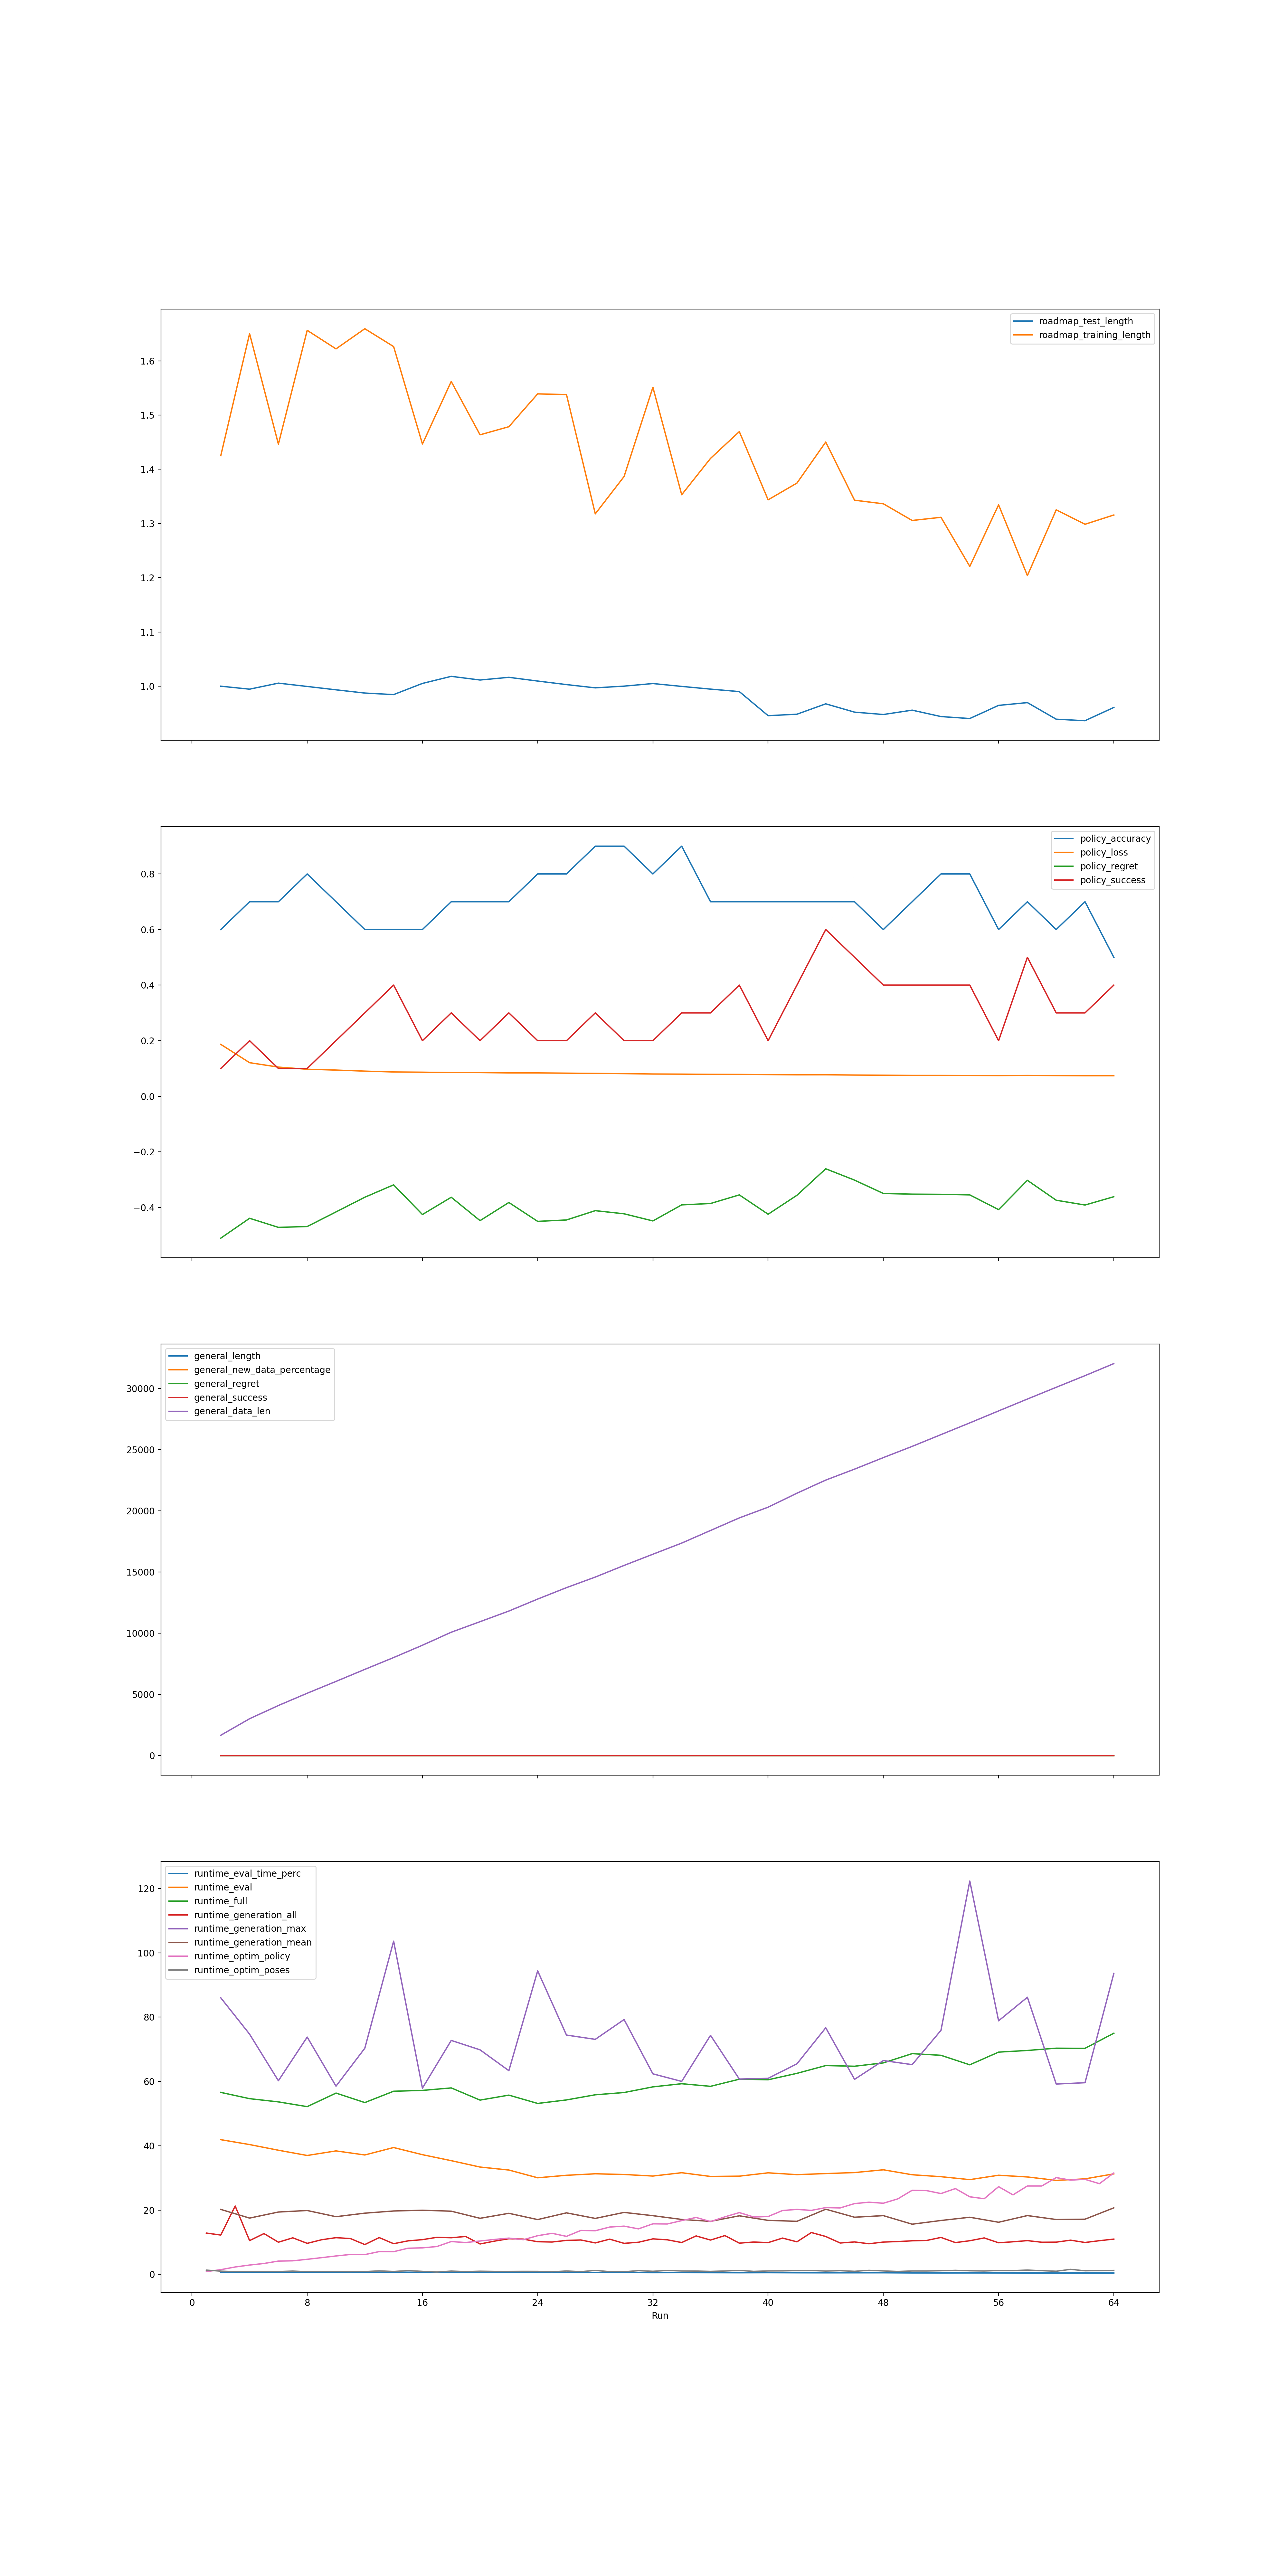 roadmap_test_length
roadmap_training_length
1.6
1.5
1.4
1.3
1.2
1.1
1.0
policy_accuracy
policy_loss
policy_regret
policy_success
0.8
0.6
0.4
0.2
0.0
−0.2
−0.4
general_length
general_new_data_percentage
general_regret
general_success
general_data_len
30000
25000
20000
15000
10000
5000
0
runtime_eval_time_perc
runtime_eval
runtime_full
runtime_generation_all
runtime_generation_max
runtime_generation_mean
runtime_optim_policy
runtime_optim_poses
120
100
80
60
40
20
0
0 8 16 24 32 40 48 56 64
Run